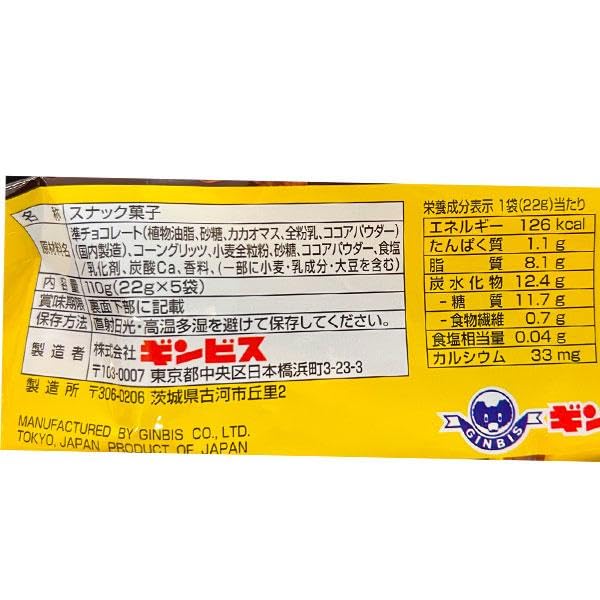 名 称 スナック菓子
原材料名 準チョコレート(植物油脂、砂糖、カカオマス、全粉乳、ココアパウダー)
(国内製造)、コーングリッツ、小麦全粒粉、砂糖、ココアパウダー、食塩
/乳化剤、炭酸Ca、香料、(一部に小麦・乳成分・大豆を含む)
内容量 110g(22g×5袋)
賞味期限 裏面下部に記載
保存方法 直射日光・高温多湿を避けて保存してください。
製造者 株式会社 ギンビス
〒103-0007 東京都中央区日本橋浜町3-23-3
製造所 〒306-0206 茨城県古河市丘里2
MANUFACTURED BY GINBIS CO., LTD.
TOKYO, JAPAN PRODUCT OF JAPAN
栄養成分表示 1袋(22g)当たり
エネルギー 126 kcal
たんぱく質 1.1 g
脂質 8.1 g
炭水化物 12.4 g
-糖質 11.7 g
-食物繊維 0.7 g
食塩相当量 0.04 g
カルシウム 33 mg
GINBIS
ギン